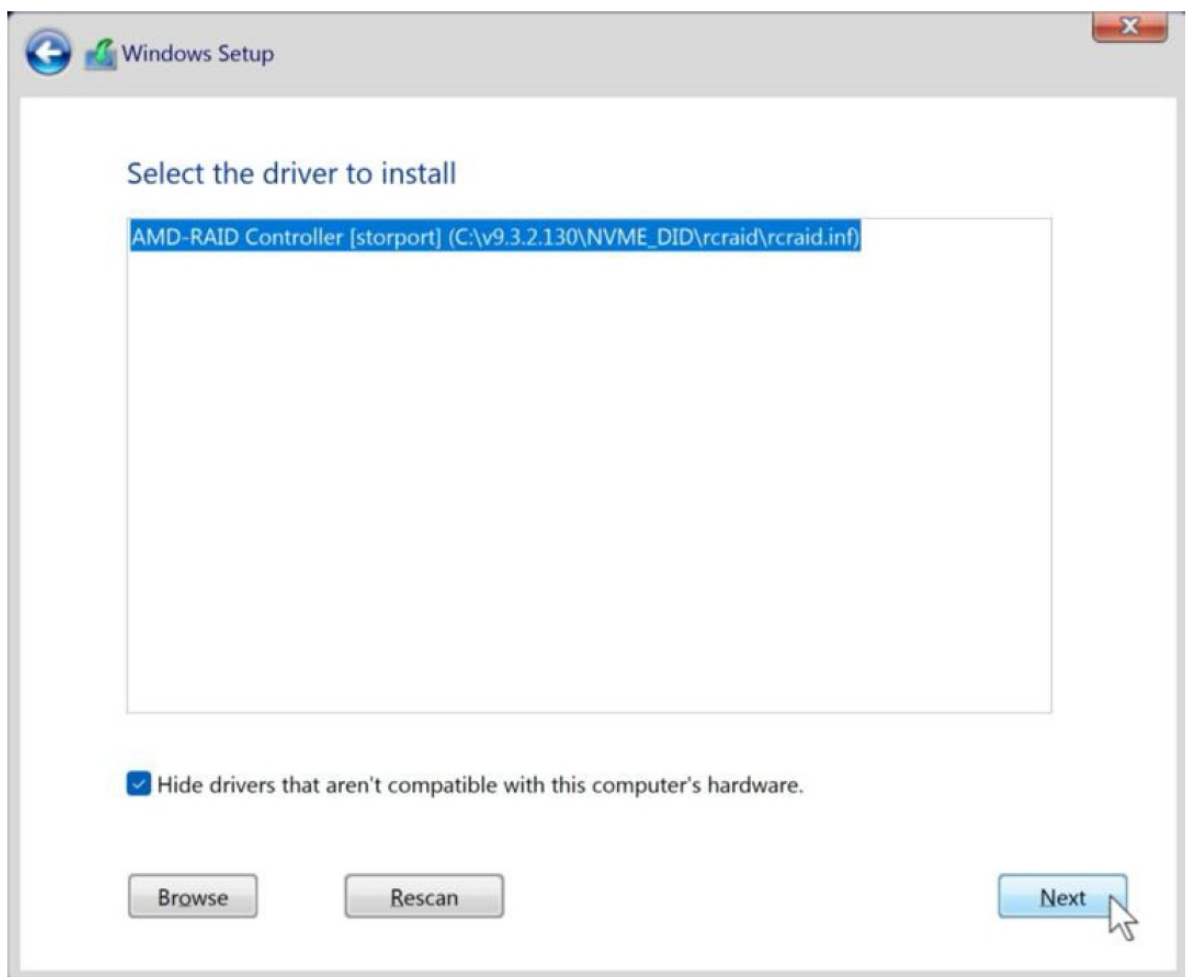 Windows Setup
Select the driver to install
AMD-RAID Controller [storport] (C:\v9.3.2.130\NVME_DID\rcraid\rcraid.inf)
Hide drivers that aren't compatible with this computer's hardware.
Browse
Rescan
Next